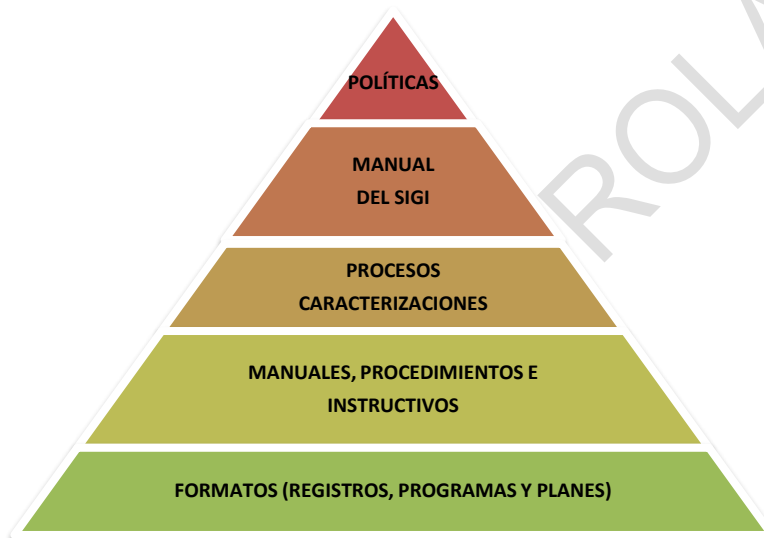 POLÍTICAS
MANUAL
DEL SIGI
PROCESOS
CARACTERIZACIONES
MANUALES, PROCEDIMIENTOS E
INSTRUCTIVOS
FORMATOS (REGISTROS, PROGRAMAS Y PLANES)